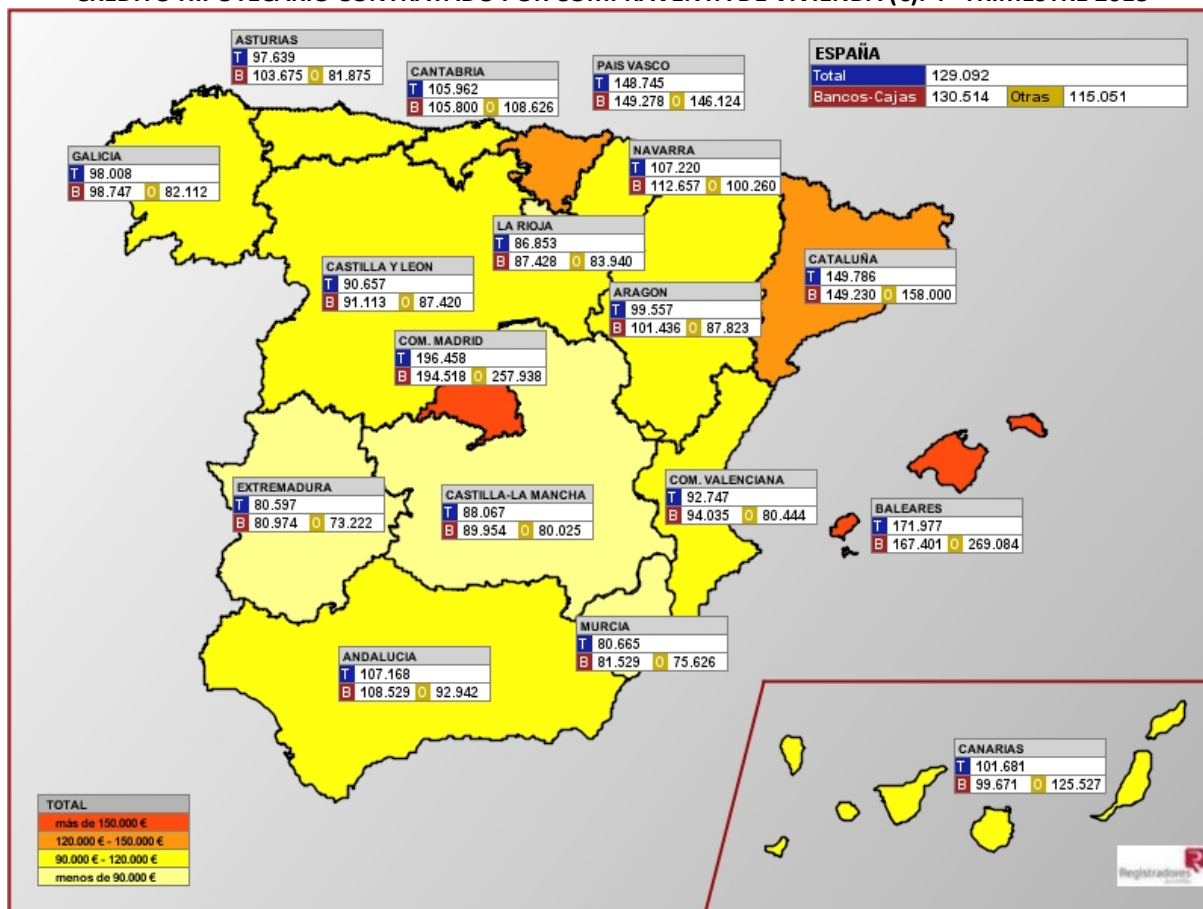 HIPOTECARIO CONTRATADO POR COMPRAVENTA DE VIVIENDA (€). TRIMESTRE
ASTURIAS
T 97.639
B 103.675 O 81.875
CANTABRIA
T 105.962
B 105.800 O 108.626
PAIS VASCO
T 148.745
B 149.278 O 146.124
ESPAÑA
Total 129.092
Bancos-Cajas 130.514 Otras 115.051
GALICIA
T 98.008
B 98.747 O 82.112
NAVARRA
T 107.220
B 112.657 O 100.260
LA RIOJA
T 86.853
B 87.428 O 83.940
CASTILLA Y LEON
T 90.657
B 91.113 O 87.420
CATALUÑA
T 149.786
B 149.230 O 158.000
ARAGON
T 99.557
B 101.436 O 87.823
COM. MADRID
T 196.458
B 194.518 O 257.938
EXTREMADURA
T 80.597
B 80.974 O 73.222
CASTILLA-LA MANCHA
T 88.067
B 89.954 O 80.025
COM. VALENCIANA
T 92.747
B 94.035 O 80.444
BALEARES
T 171.977
B 167.401 O 269.084
MURCIA
T 80.665
B 81.529 O 75.626
ANDALUCIA
T 107.168
B 108.529 O 92.942
CANARIAS
T 101.681
B 99.671 O 125.527
TOTAL
más de 150.000 €
120.000 € - 150.000 €
90.000 € - 120.000 €
menos de 90.000 €
Registradores